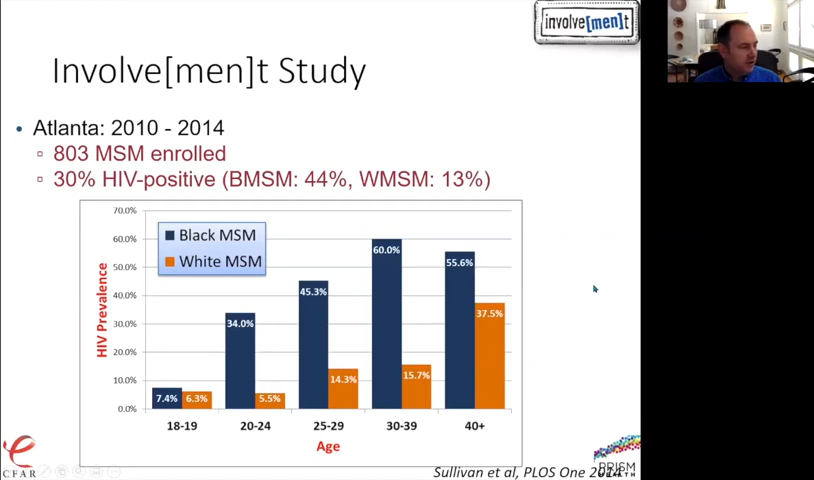 involve[men]t
Involve[men]t Study
• Atlanta: 2010 - 2014
803 MSM enrolled
30% HIV-positive (BMSM: 44%, WMSM: 13%)
70.0%
60.0%
50.0%
40.0%
30.0%
20.0%
10.0%
0.0%
HIV Prevalence
Black MSM
White MSM
7.4% 6.3% 34.0% 5.5% 45.3% 14.3% 60.0% 15.7% 55.6% 37.5%
18-19 20-24 25-29 30-39 40+
Age
CFAR
PRISM
HEALTH
Sullivan et al, PLOS One 2014